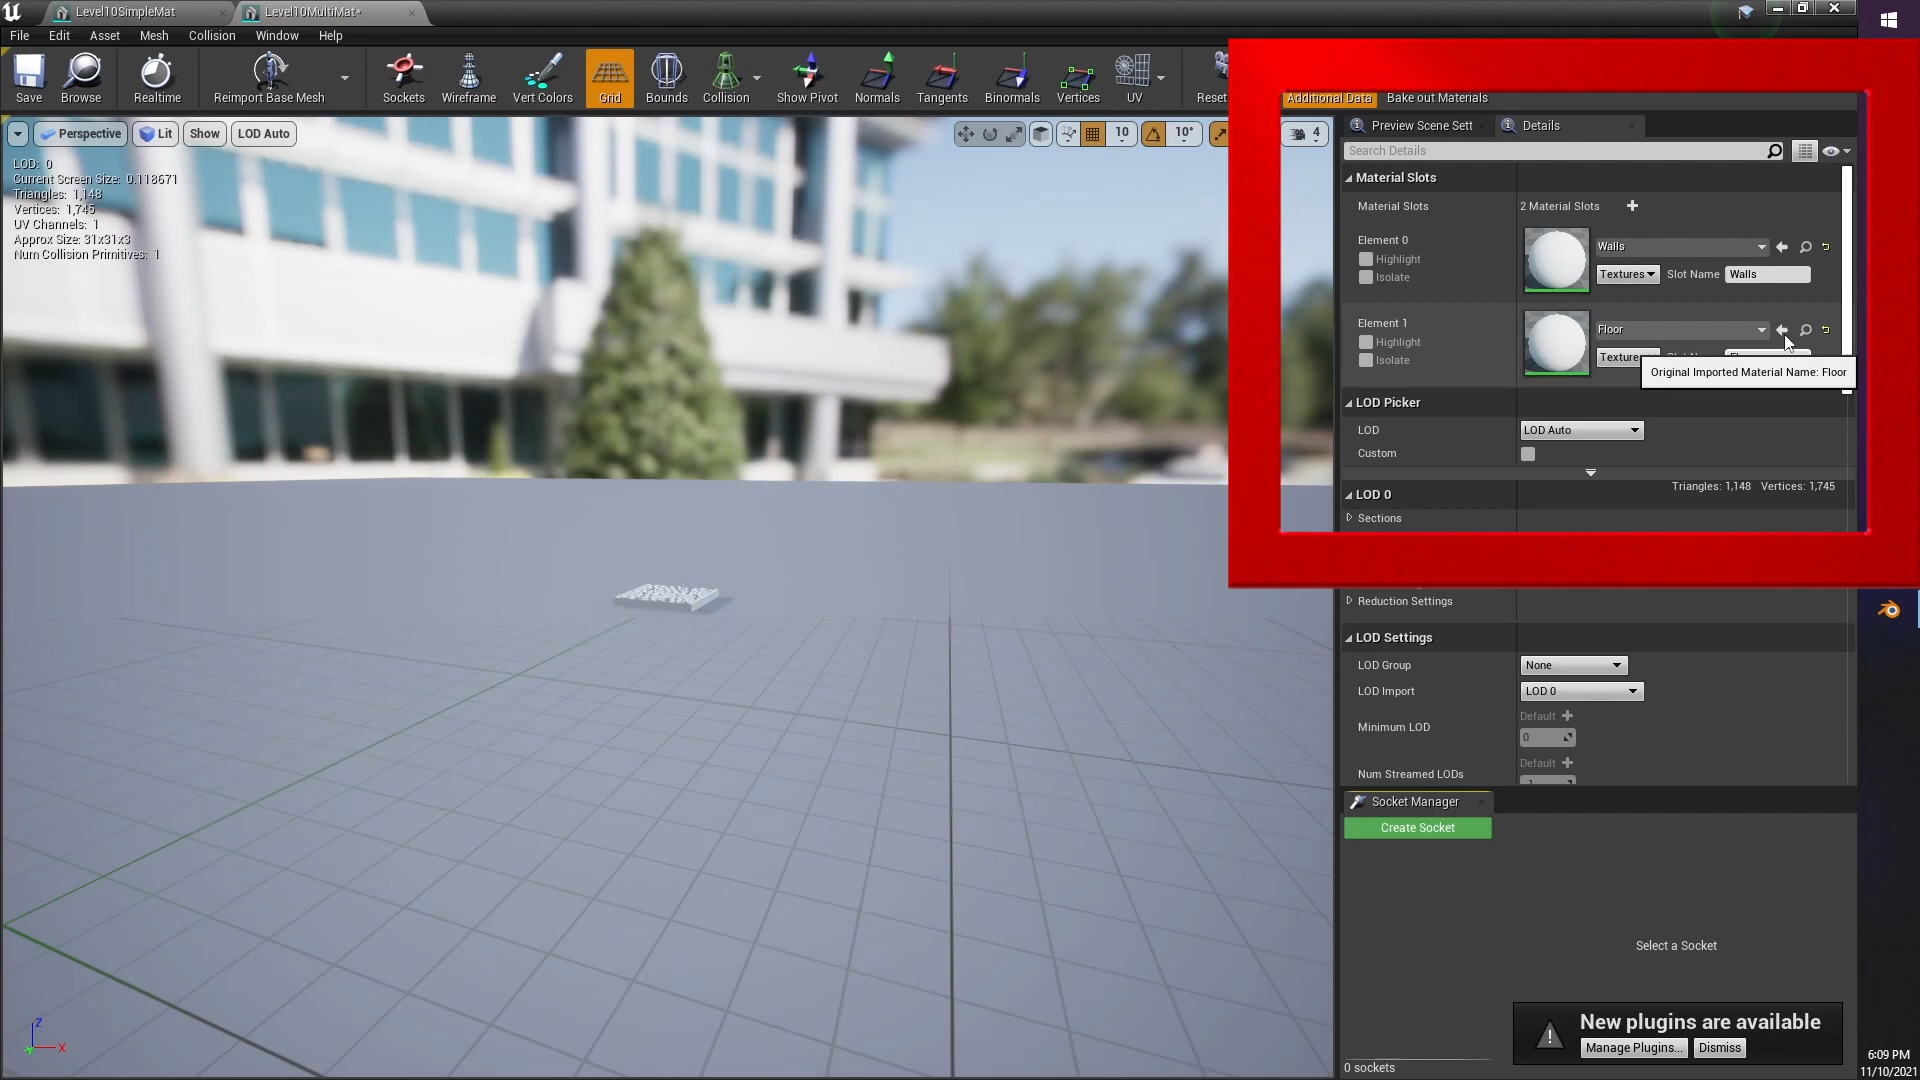 Level10SimpleMat
Level10MultiMat*
File Edit Asset Mesh Collision Window Help
Save Browse Realtime Reimport Base Mesh Sockets Wireframe Vert Colors Grid Bounds Collision Show Pivot Normals Tangents Binormals Vertices UV Reset
Additional Data Bake out Materials
Perspective Lit Show LOD Auto 10 10° 4
LOD: 0
Current Screen Size: 0.118671
Triangles: 1,148
Vertices: 1,745
UV Channels: 1
Approx Size: 31x31x3
Num Collision Primitives: 1
Preview Scene Sett Details
Search Details
Material Slots
Material Slots 2 Material Slots
Element 0 Walls
Highlight
Isolate Textures Slot Name Walls
Element 1 Floor
Highlight
Isolate Texture
Original Imported Material Name: Floor
LOD Picker
LOD LOD Auto
Custom
Triangles: 1,148 Vertices: 1,745
LOD 0
Sections
Reduction Settings
LOD Settings
LOD Group None
LOD Import LOD 0
Default
Minimum LOD
0
Default
Num Streamed LODs
Socket Manager
Create Socket
Select a Socket
New plugins are available
Manage Plugins... Dismiss
0 sockets
Z
Y X
6:09 PM
11/10/2021